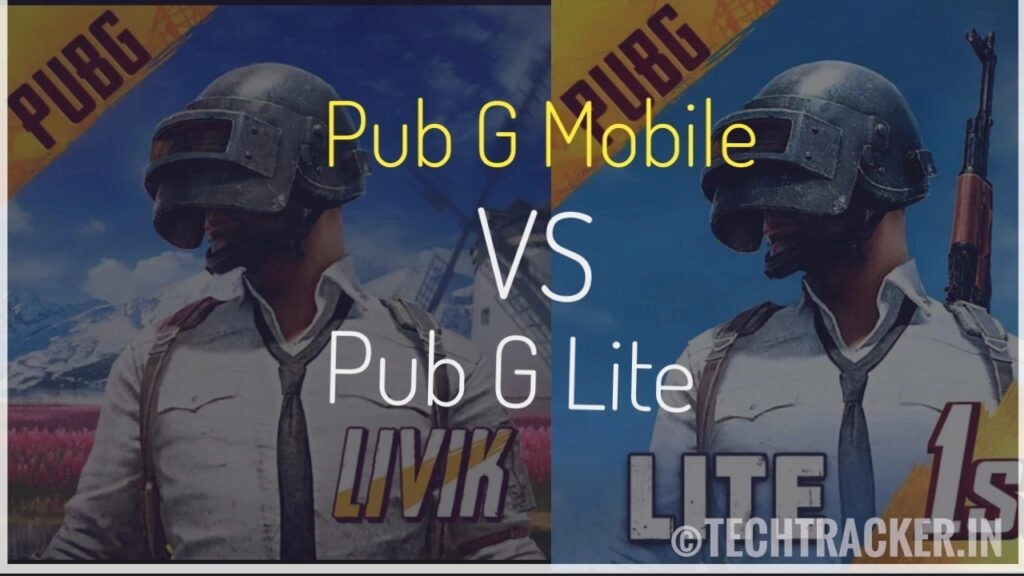 PUBG
PUBG
Pub G Mobile
VS
Pub G Lite
LIVIK
LITE
1s
©TECHTRACKER.IN